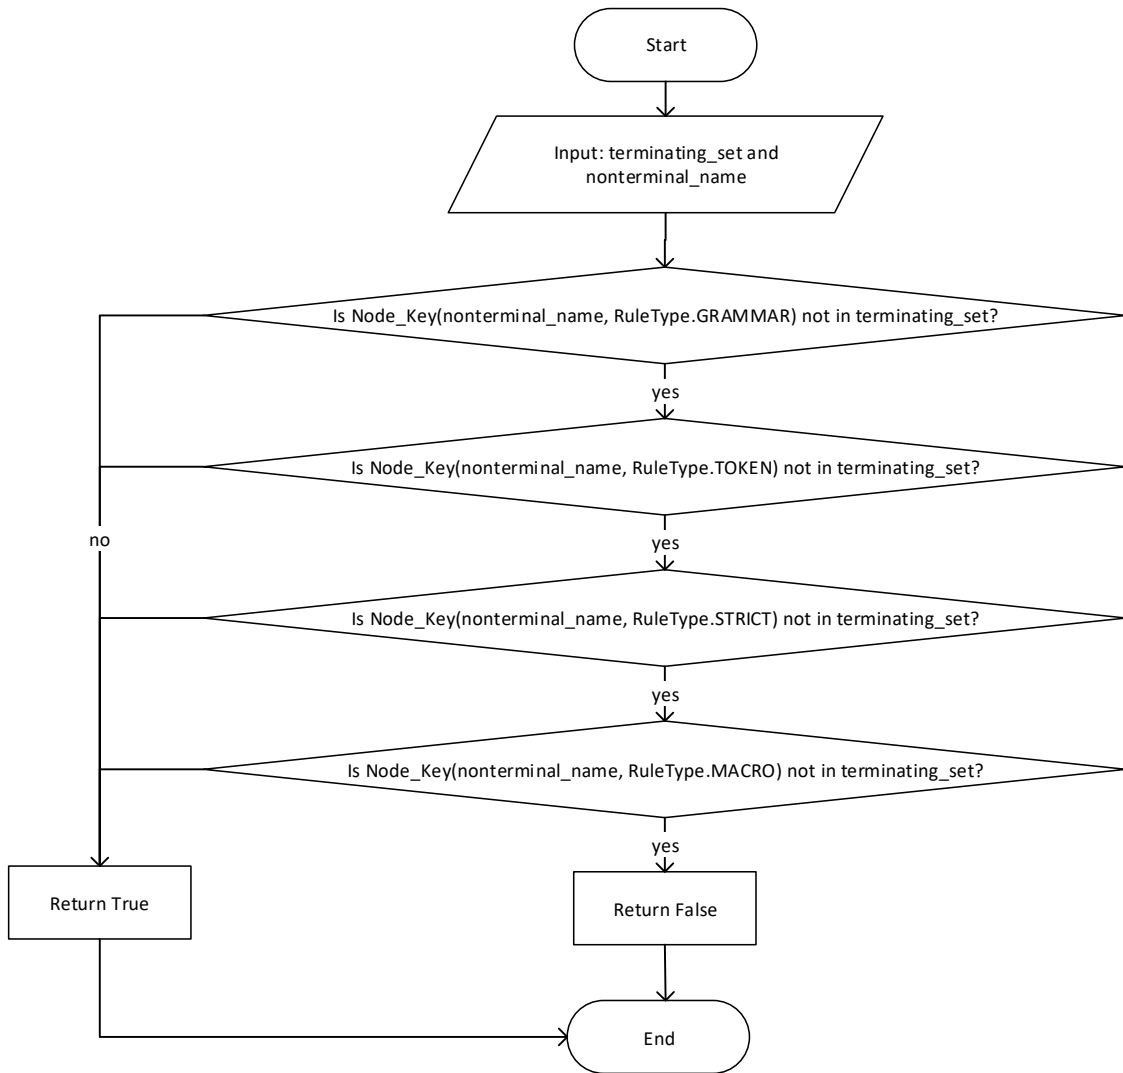 Start
Input: terminating_set and
nonterminal_name
Is Node_Key(nonterminal_name, RuleType.GRAMMAR) not in terminating_set?
yes
Is Node_Key(nonterminal_name, RuleType.TOKEN) not in terminating_set?
no
yes
Is Node_Key(nonterminal_name, RuleType.STRICT) not in terminating_set?
yes
Is Node_Key(nonterminal_name, RuleType.MACRO) not in terminating_set?
yes
Return True
Return False
End